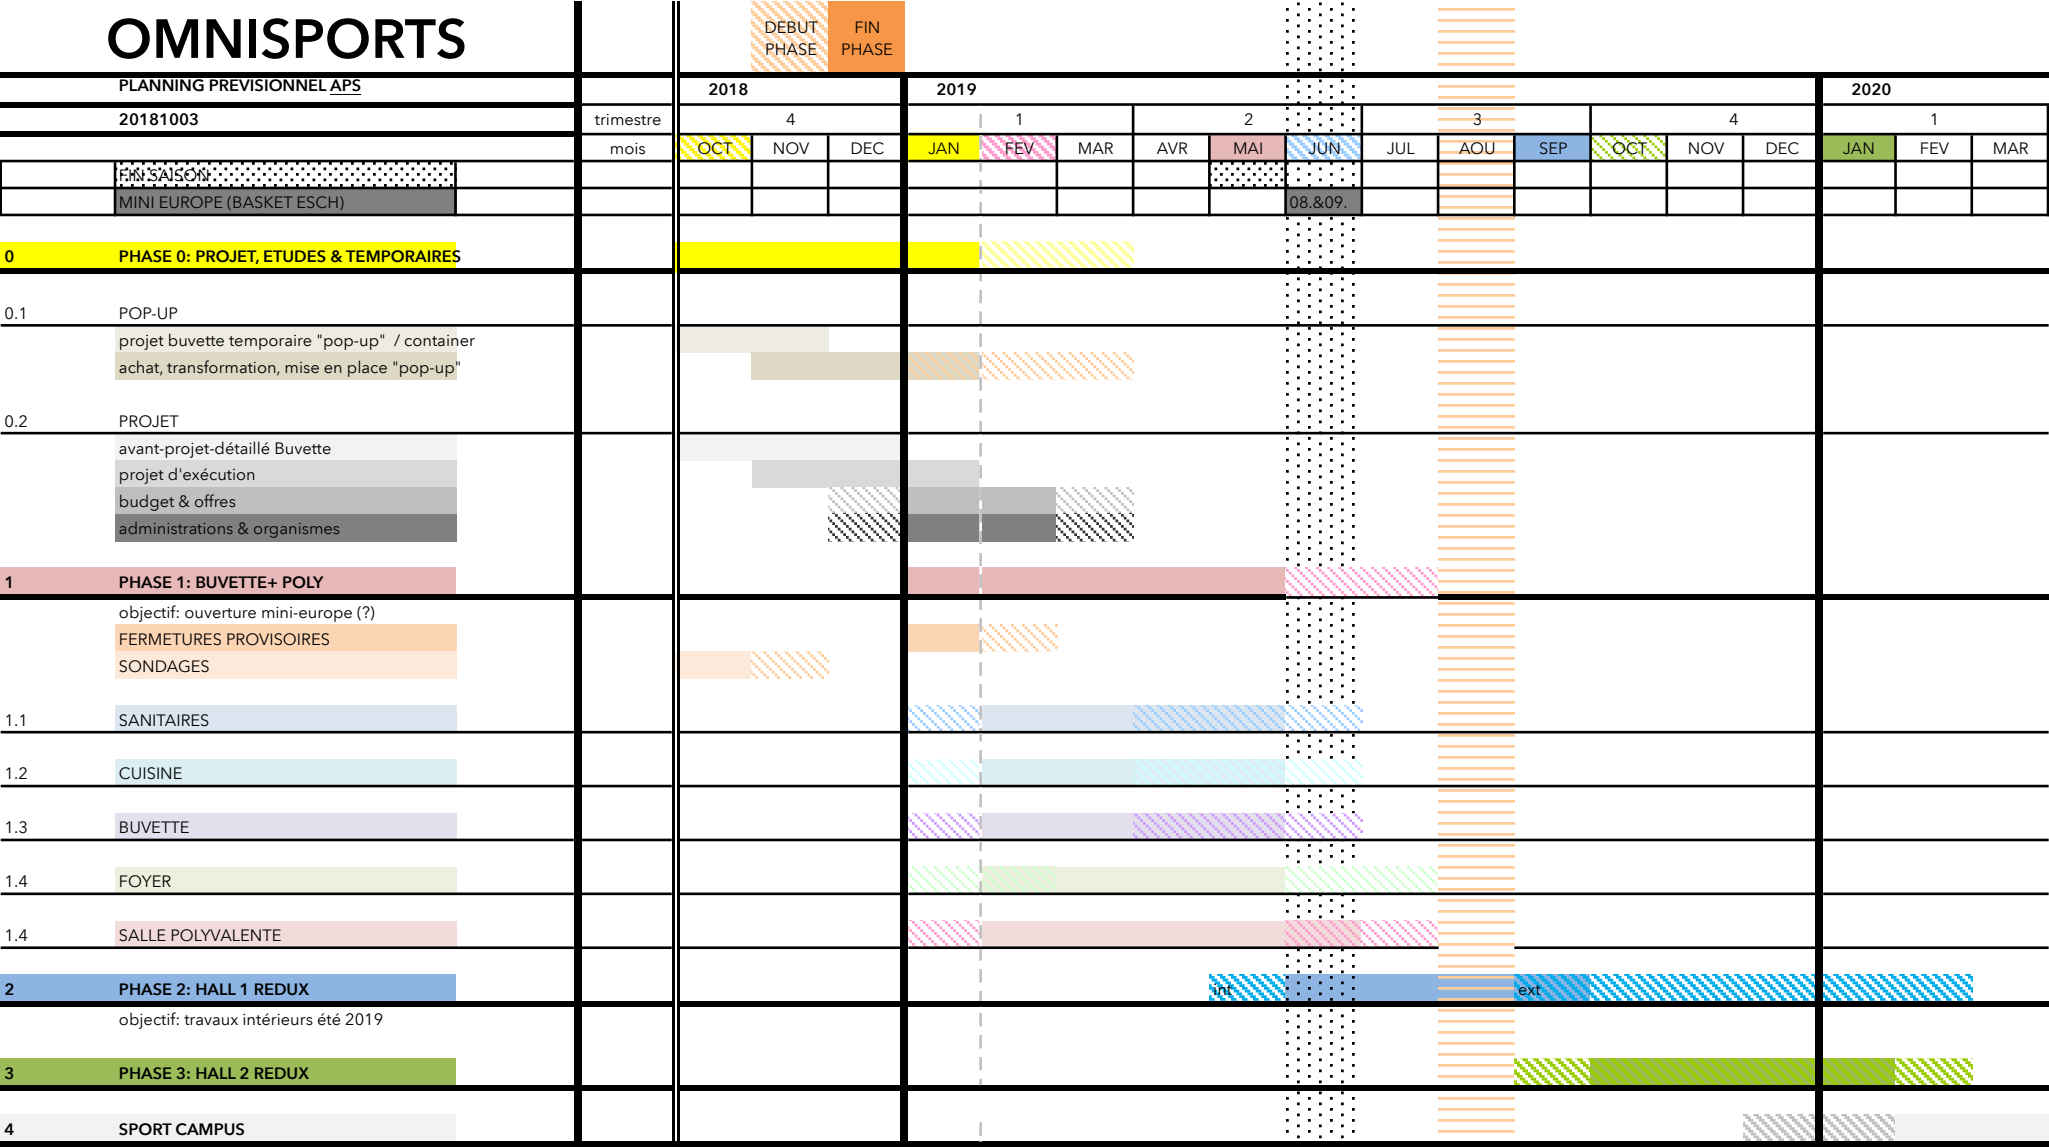 OMNISPORTS
DEBUT PHASE
FIN PHASE
PLANNING PREVISIONNEL APS
2018 2019 2020
20181003 trimestre 4 1 2 3 4 1
mois OCT NOV DEC JAN FEV MAR AVR MAI JUN JUL AOU SEP OCT NOV DEC JAN FEV MAR
FIN SAISON
MINI EUROPE (BASKET ESCH) 08.&09.
0 PHASE 0: PROJET, ETUDES & TEMPORAIRES
0.1 POP-UP
projet buvette temporaire "pop-up" / container
achat, transformation, mise en place "pop-up"
0.2 PROJET
avant-projet-détaillé Buvette
projet d'exécution
budget & offres
administrations & organismes
1 PHASE 1: BUVETTE+ POLY
objectif: ouverture mini-europe (?)
FERMETURES PROVISOIRES
SONDAGES
1.1 SANITAIRES
1.2 CUISINE
1.3 BUVETTE
1.4 FOYER
1.4 SALLE POLYVALENTE
2 PHASE 2: HALL 1 REDUX int ext
objectif: travaux intérieurs été 2019
3 PHASE 3: HALL 2 REDUX
4 SPORT CAMPUS